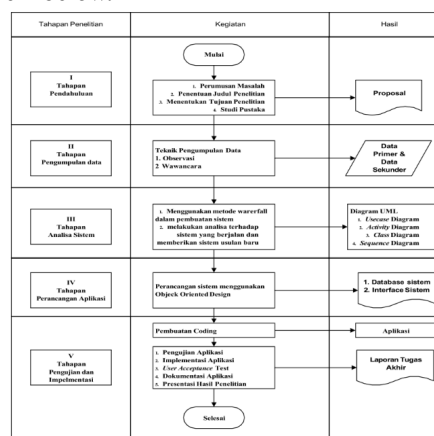 Tahapan Penelitian
Kegiatan
Hasil
Mulai
I
Tahapan
Pendahuluan
1. Perumunan Masalah
2. Penentuan Judul Penelitian
3. Menentukan Tujuan Penelitian
4. Studi Pustaka
Proposal
II
Tahapan
Pengumpulan data
Teknik Pengumpulan Data
1. Observasi
2 Wawancara
Data
Primer &
Data
Sekunder
III
Tahapan
Analisa Sistem
1. Menggunakan metode warerfall
dalam pembuatan sistem
2. melakukan analisa terhadap
sistem yang berjalan dan
memberikan sistem usulan baru
Diagram UML
1. Usecase Diagram
2. Activity Diagram
3. Class Diagram
4. Sequence Diagram
IV
Tahapan
Perancangan Aplikasi
Perancangan sistem menggunakan
Objeck Oriented Design
1. Database sistem
2. Interface Sistem
V
Tahapan
Pengujian dan
Impelmentasi
Pembuatan Coding
Aplikasi
1. Pengujian Aplikasi
2. Implementasi Aplikasi
3. User Acceptance Test
4. Dokumentasi Aplikasi
5. Presentasi Hasil Penelitian
Laporan Tugas
Akhir
Selesai